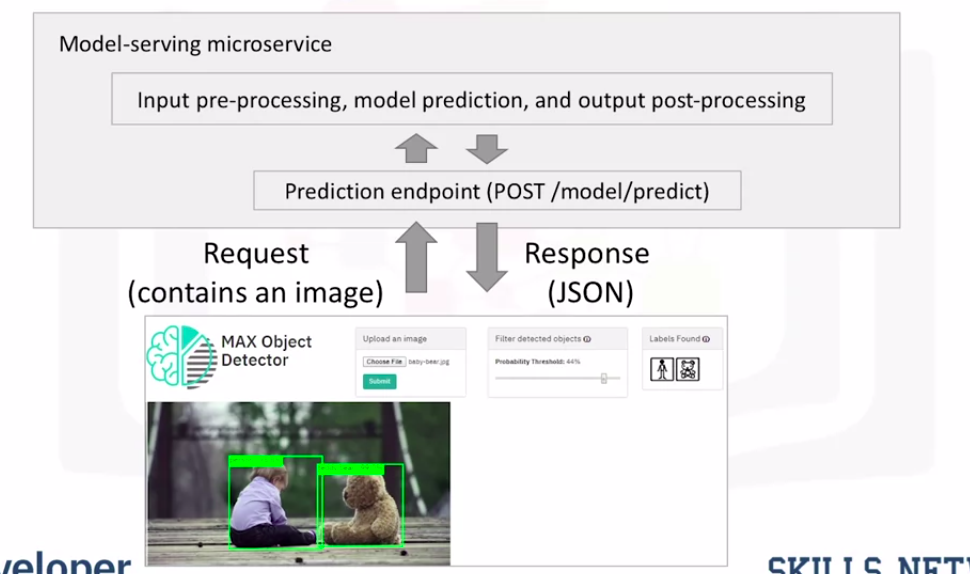 Model-serving microservice
Input pre-processing, model prediction, and output post-processing
Prediction endpoint (POST /model/predict)
Request
(contains an image)
Response
(JSON)
MAX Object
Detector
Upload an image
Choose File baby-bear.jpg
Submit
Filter detected objects
Probability Threshold: 44%
Labels Found
veloper
SKILLS NETW